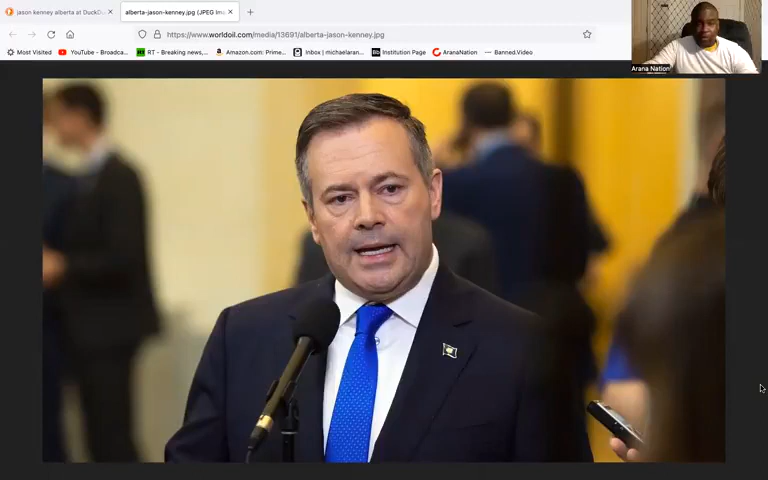 jason kenney alberta at DuckD
alberta-jason-kenney.jpg (JPEG Im
https://www.worldoil.com/media/13691/alberta-jason-kenney.jpg
Most Visited YouTube - Broadca... RT - Breaking news,... Amazon.com: Prime... Inbox | michaelaran... Institution Page AranaNation Banned.Video
Arana Nation